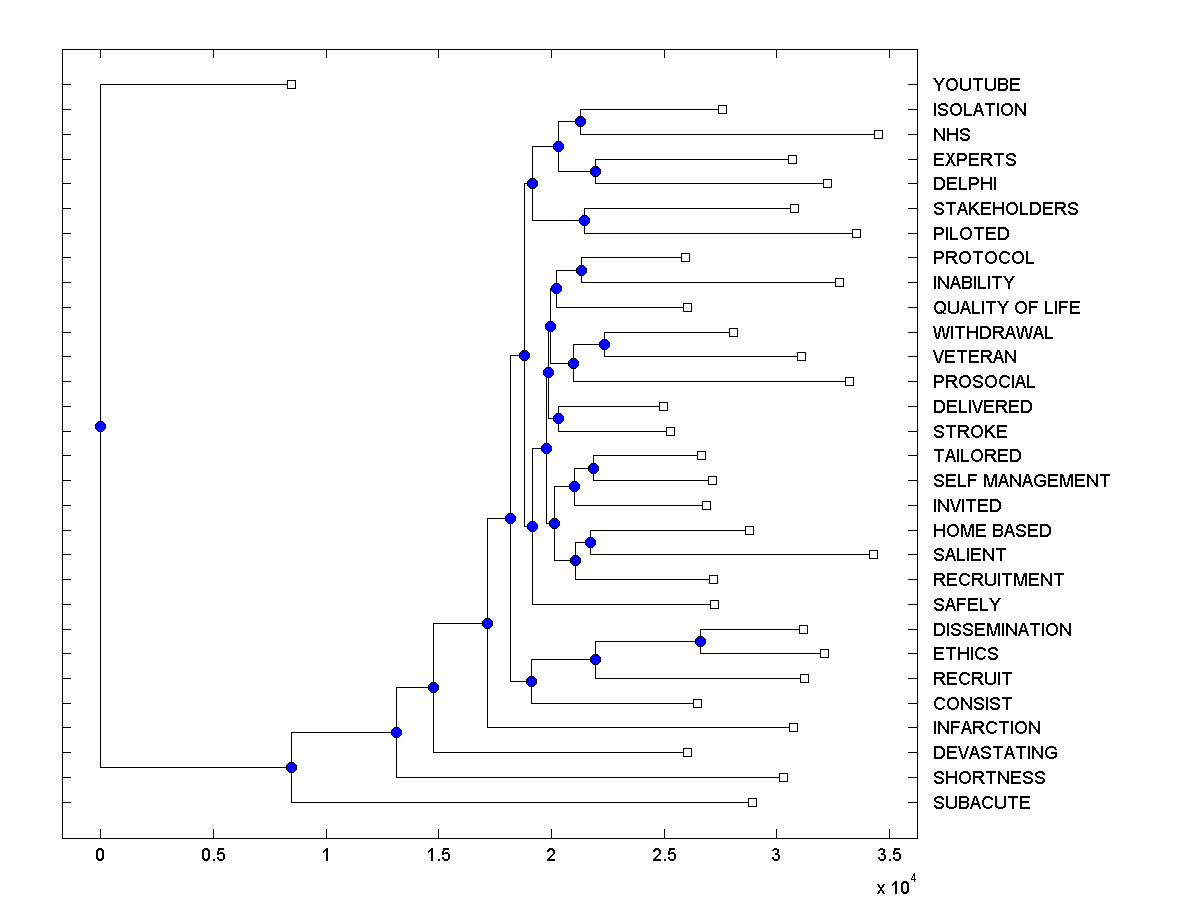 YOUTUBE
ISOLATION
NHS
EXPERTS
DELPHI
STAKEHOLDERS
PILOTED
PROTOCOL
INABILITY
QUALITY OF LIFE
WITHDRAWAL
VETERAN
PROSOCIAL
DELIVERED
STROKE
TAILORED
SELF MANAGEMENT
INVITED
HOME BASED
SALIENT
RECRUITMENT
SAFELY
DISSEMINATION
ETHICS
RECRUIT
CONSIST
INFARCTION
DEVASTATING
SHORTNESS
SUBACUTE
0 0.5 1 1.5 2 2.5 3 3.5
x 10^4